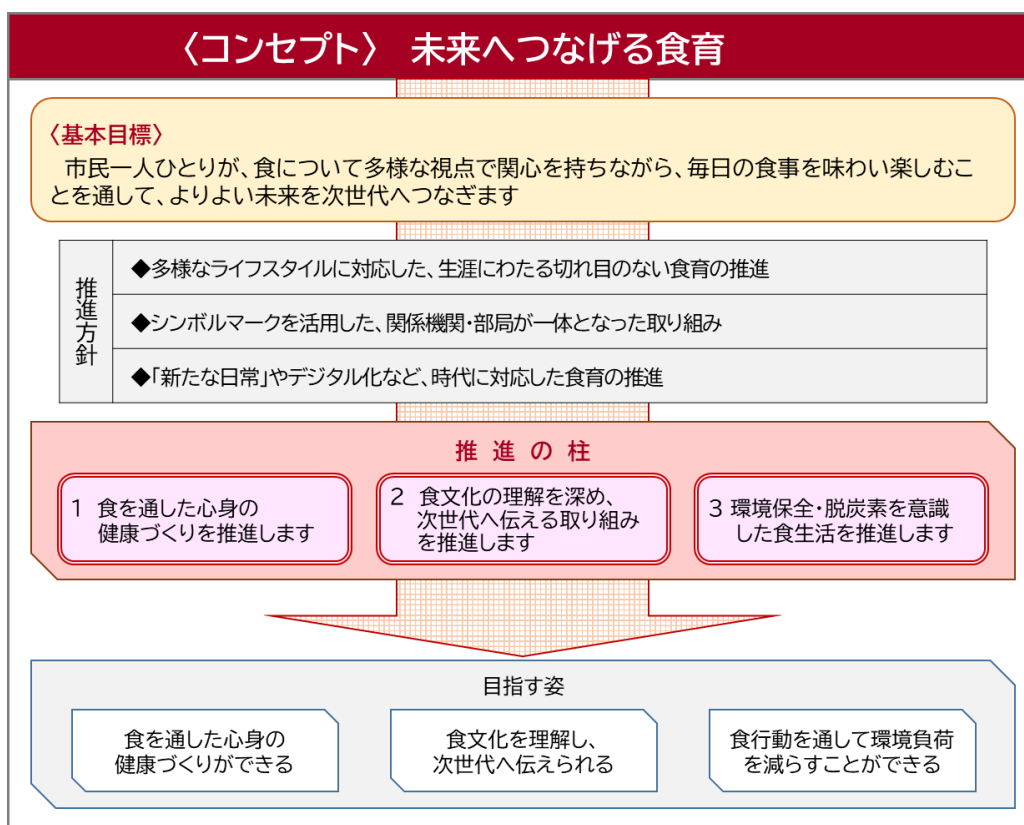 〈コンセプト〉 未来へつなげる食育
〈基本目標〉
市民一人ひとりが、食について多様な視点で関心を持ちながら、毎日の食事を味わい楽しむこ
とを通して、よりよい未来を次世代へつなぎます
推進方針
◆多様なライフスタイルに対応した、生涯にわたる切れ目のない食育の推進
◆シンボルマークを活用した、関係機関・部局が一体となった取り組み
◆「新たな日常」やデジタル化など、時代に対応した食育の推進
推進の柱
1 食を通した心身の
健康づくりを推進します
2 食文化の理解を深め、
次世代へ伝える取り組み
を推進します
3 環境保全・脱炭素を意識
した食生活を推進します
目指す姿
食を通した心身の
健康づくりができる
食文化を理解し、
次世代へ伝えられる
食行動を通して環境負荷
を減らすことができる